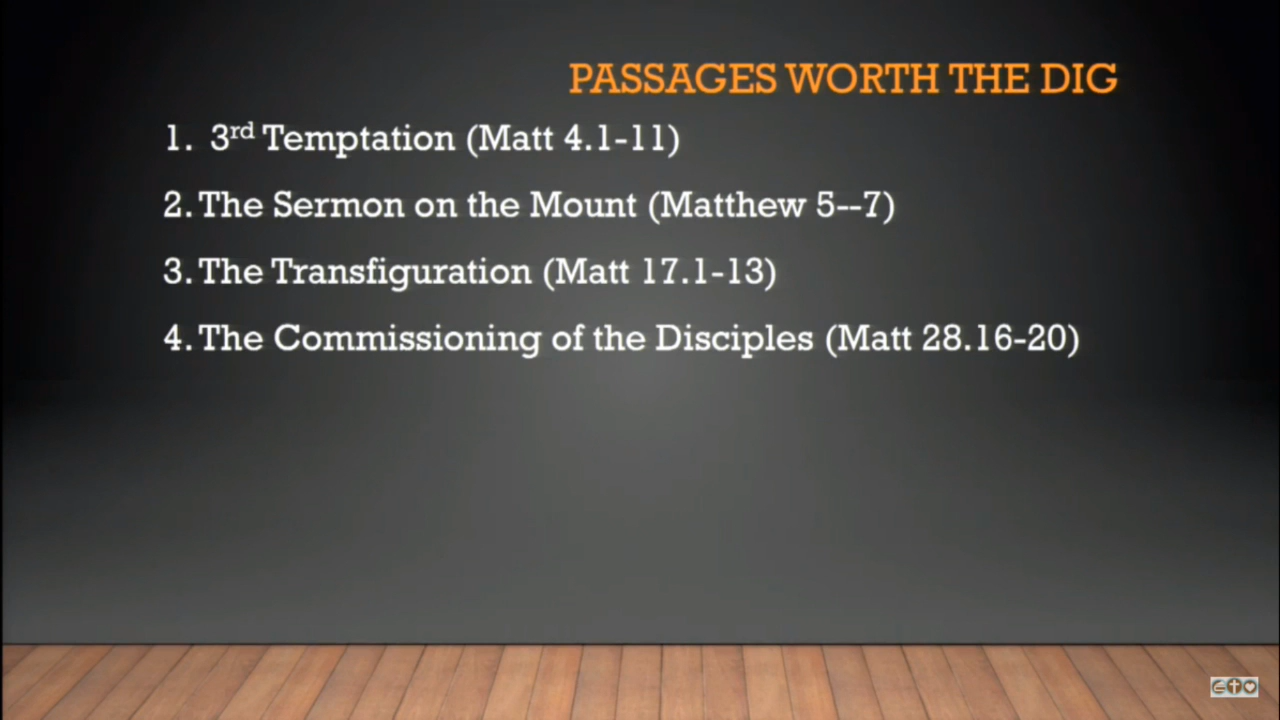 PASSAGES WORTH THE DIG
1. 3rd Temptation (Matt 4.1-11)
2. The Sermon on the Mount (Matthew 5--7)
3. The Transfiguration (Matt 17.1-13)
4. The Commissioning of the Disciples (Matt 28.16-20)